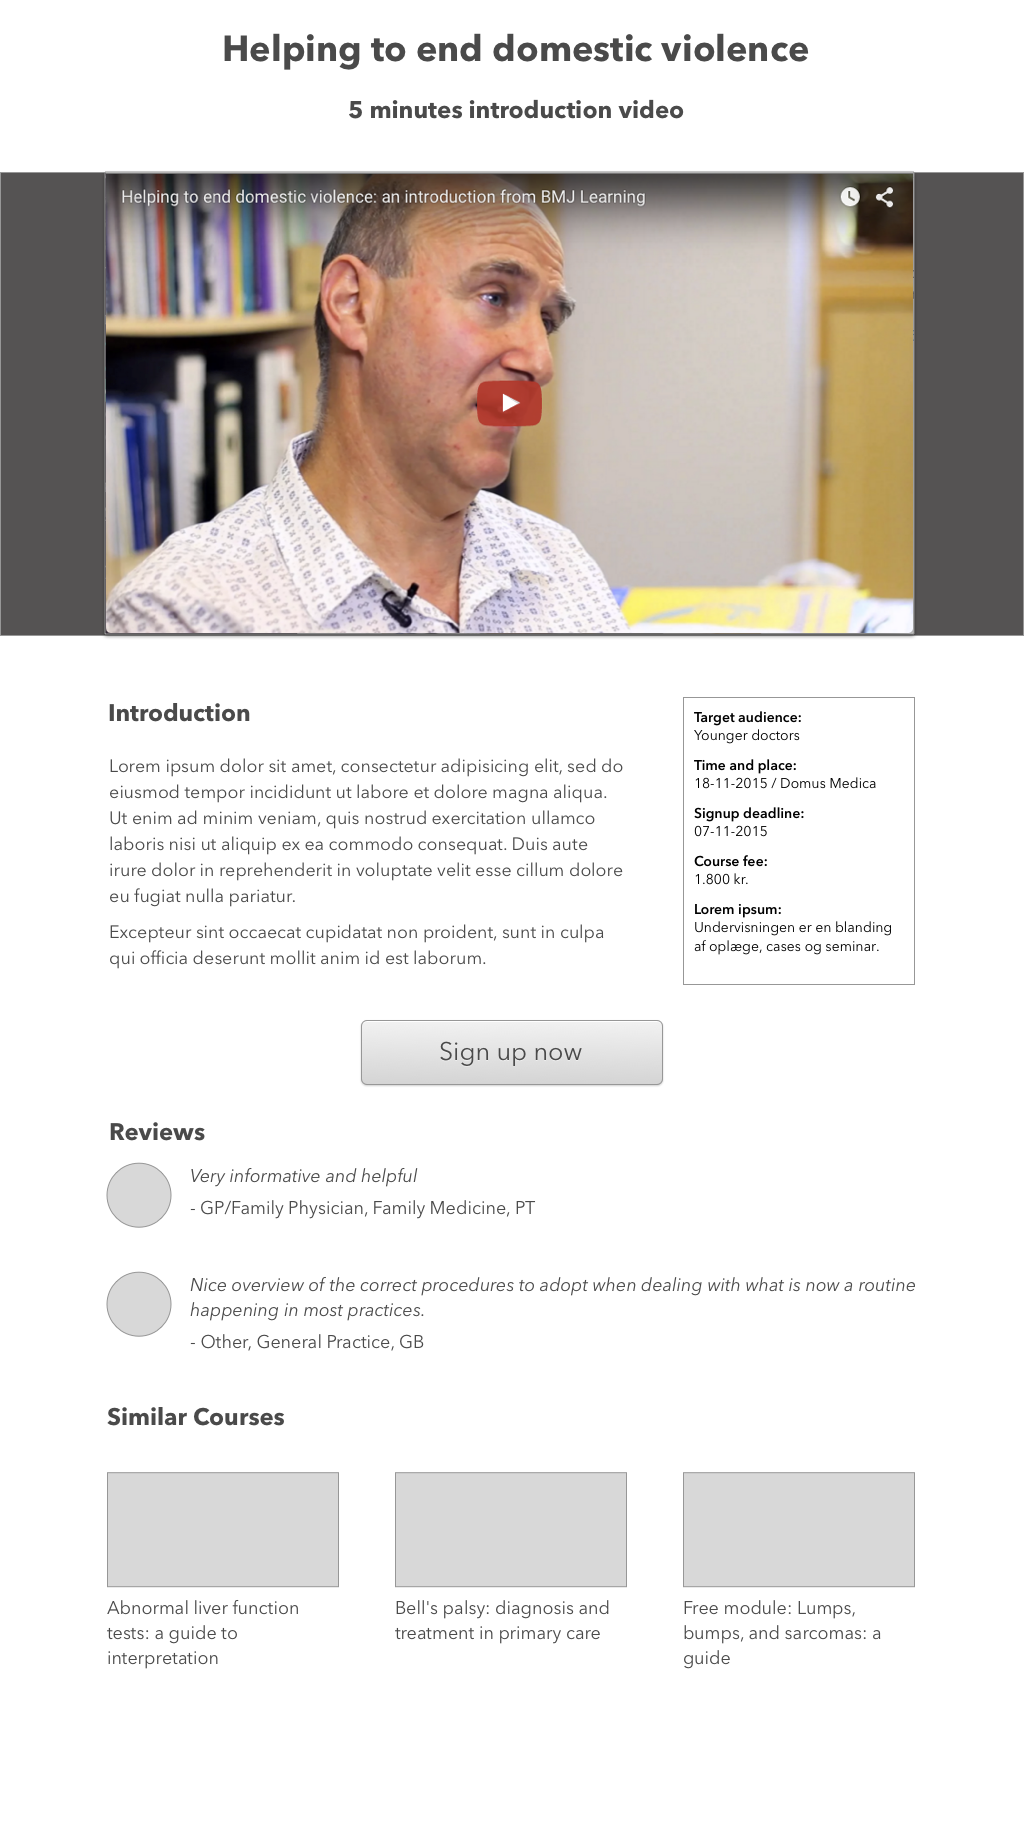 Helping to end domestic violence
5 minutes introduction video
Helping to end domestic violence: an introduction from BMJ Learning
Introduction
Lorem ipsum dolor sit amet, consectetur adipisicing elit, sed do
eiusmod tempor incididunt ut labore et dolore magna aliqua.
Ut enim ad minim veniam, quis nostrud exercitation ullamco
laboris nisi ut aliquip ex ea commodo consequat. Duis aute
irure dolor in reprehenderit in voluptate velit esse cillum dolore
eu fugiat nulla pariatur.
Excepteur sint occaecat cupidatat non proident, sunt in culpa
qui officia deserunt mollit anim id est laborum.
Target audience:
Younger doctors
Time and place:
18-11-2015 / Domus Medica
Signup deadline:
07-11-2015
Course fee:
1.800 kr.
Lorem ipsum:
Undervisningen er en blanding
af oplæge, cases og seminar.
Sign up now
Reviews
Very informative and helpful
- GP/Family Physician, Family Medicine, PT
Nice overview of the correct procedures to adopt when dealing with what is now a routine
happening in most practices.
- Other, General Practice, GB
Similar Courses
Abnormal liver function
tests: a guide to
interpretation
Bell's palsy: diagnosis and
treatment in primary care
Free module: Lumps,
bumps, and sarcomas: a
guide